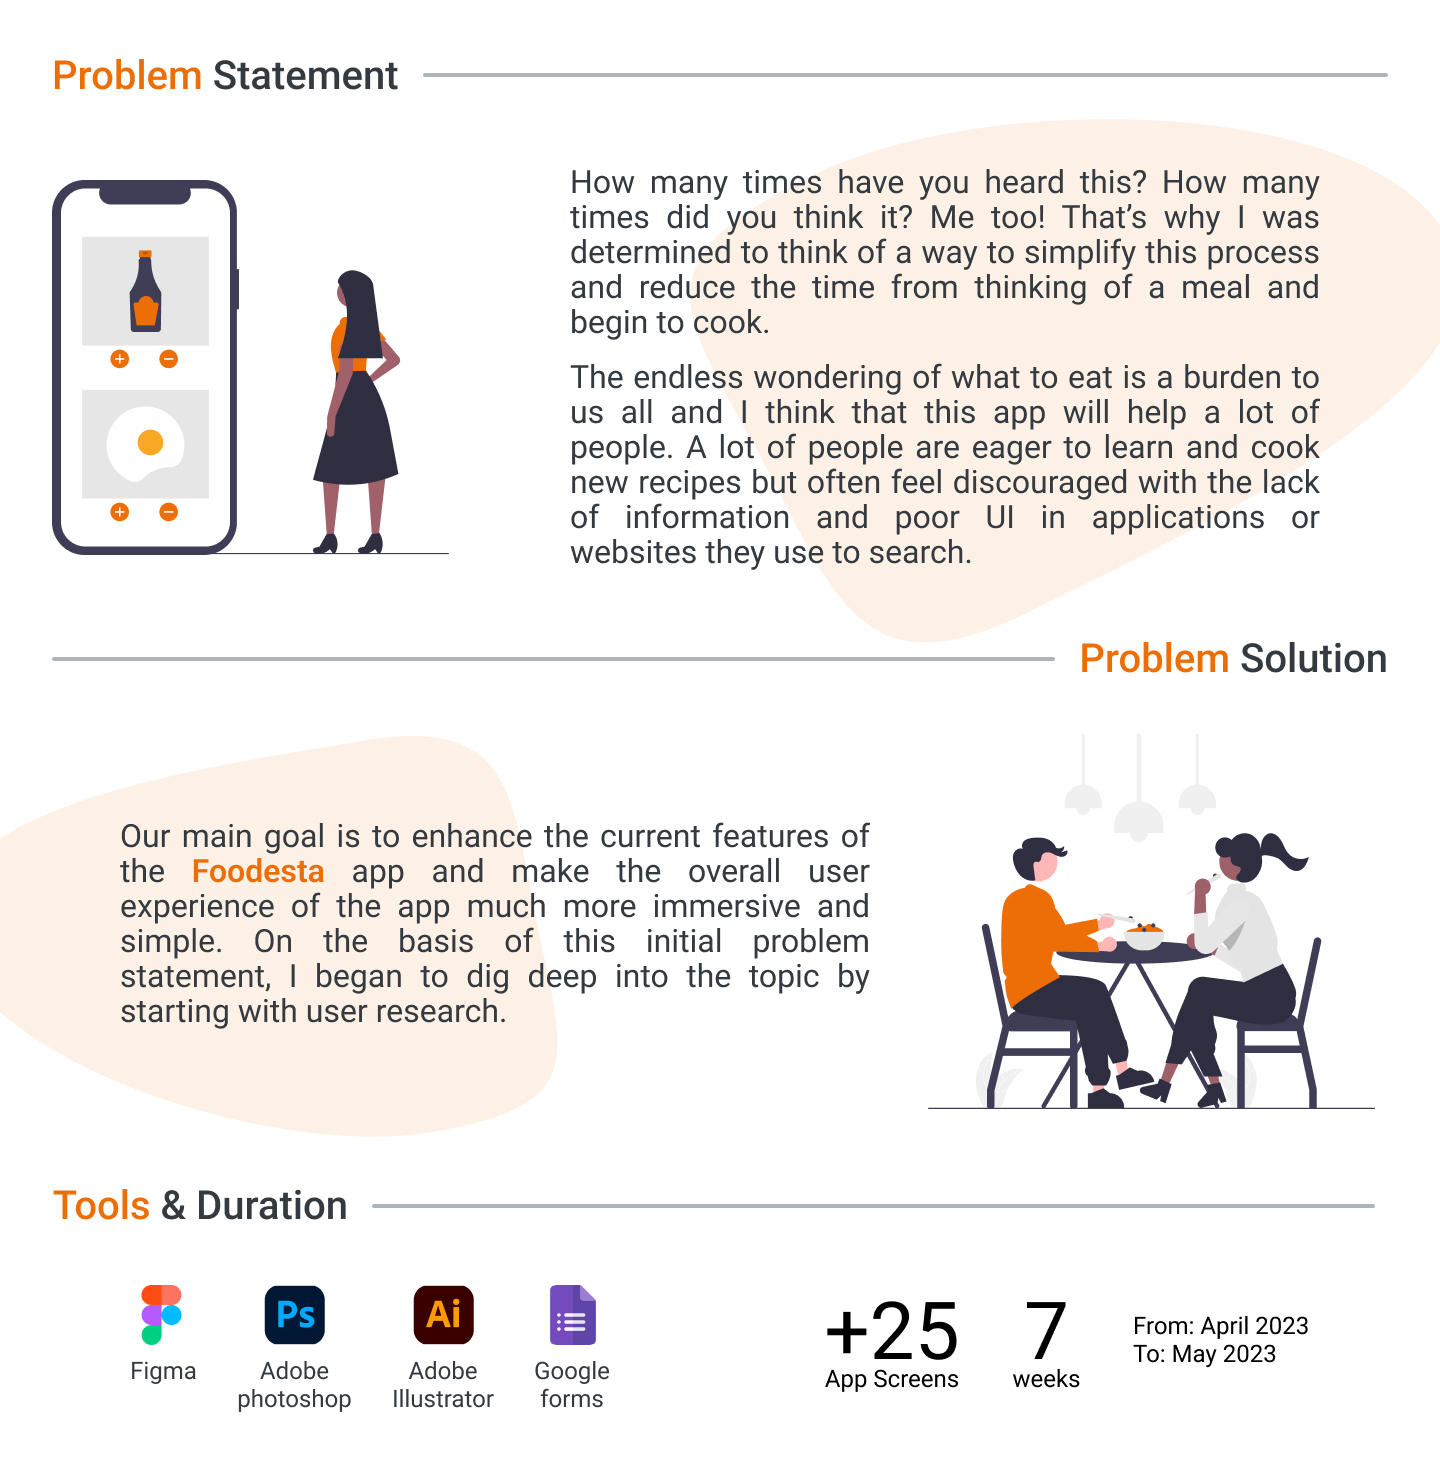 Problem Statement
How many times have you heard this? How many
times did you think it? Me too! That’s why I was
determined to think of a way to simplify this process
and reduce the time from thinking of a meal and
begin to cook.
The endless wondering of what to eat is a burden to
us all and I think that this app will help a lot of
people. A lot of people are eager to learn and cook
new recipes but often feel discouraged with the lack
of information and poor UI in applications or
websites they use to search.
Problem Solution
Our main goal is to enhance the current features of
the Foodesta app and make the overall user
experience of the app much more immersive and
simple. On the basis of this initial problem
statement, I began to dig deep into the topic by
starting with user research.
Tools & Duration
Ps
Ai
Figma
Adobe
photoshop
Adobe
Illustrator
Google
forms
+25
App Screens
7
weeks
From: April 2023
To: May 2023